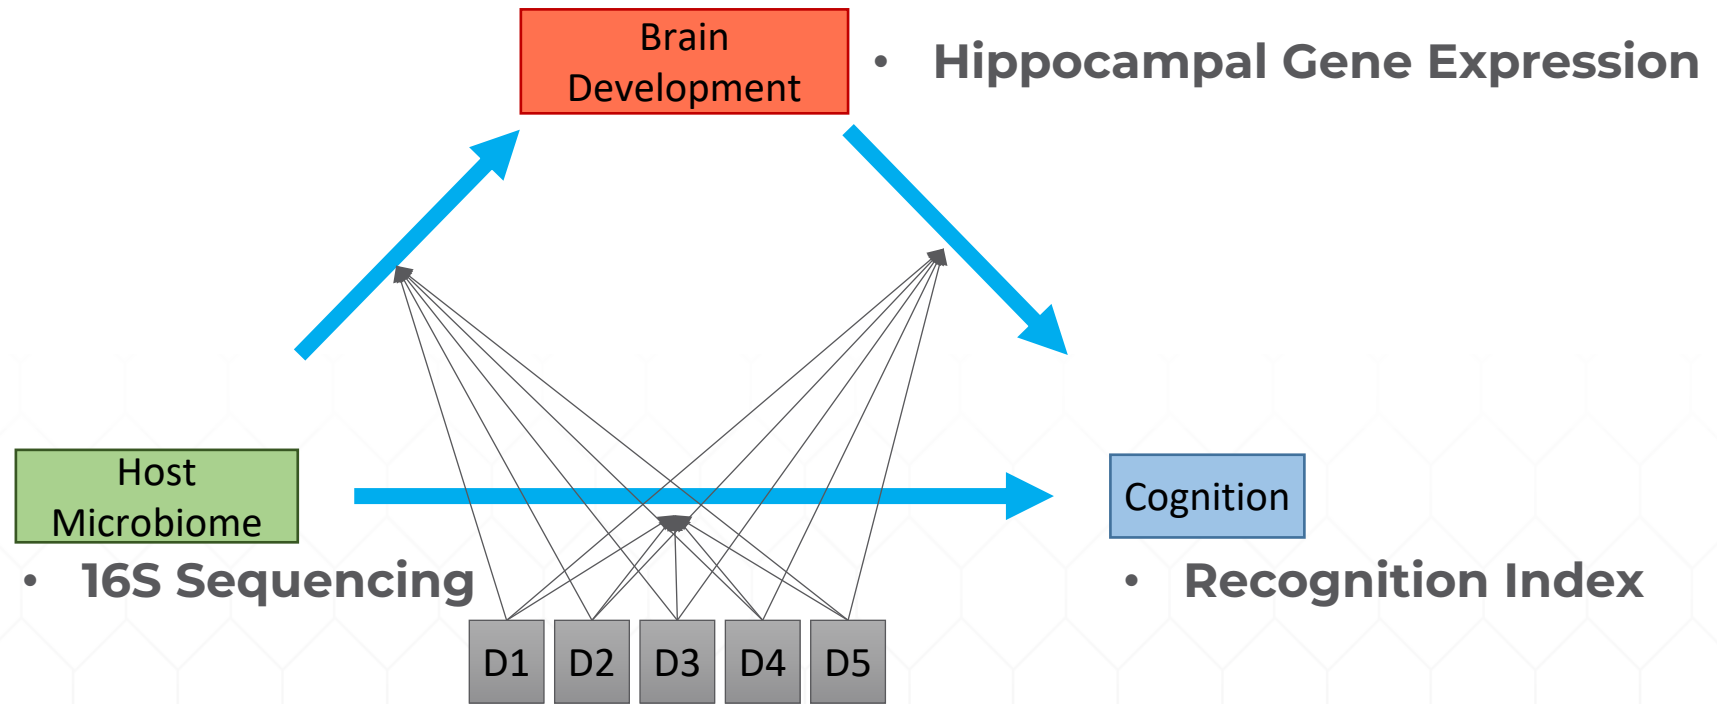 Brain
Development
• Hippocampal Gene Expression
Host
Microbiome
• 16S Sequencing
Cognition
• Recognition Index
D1
D2
D3
D4
D5